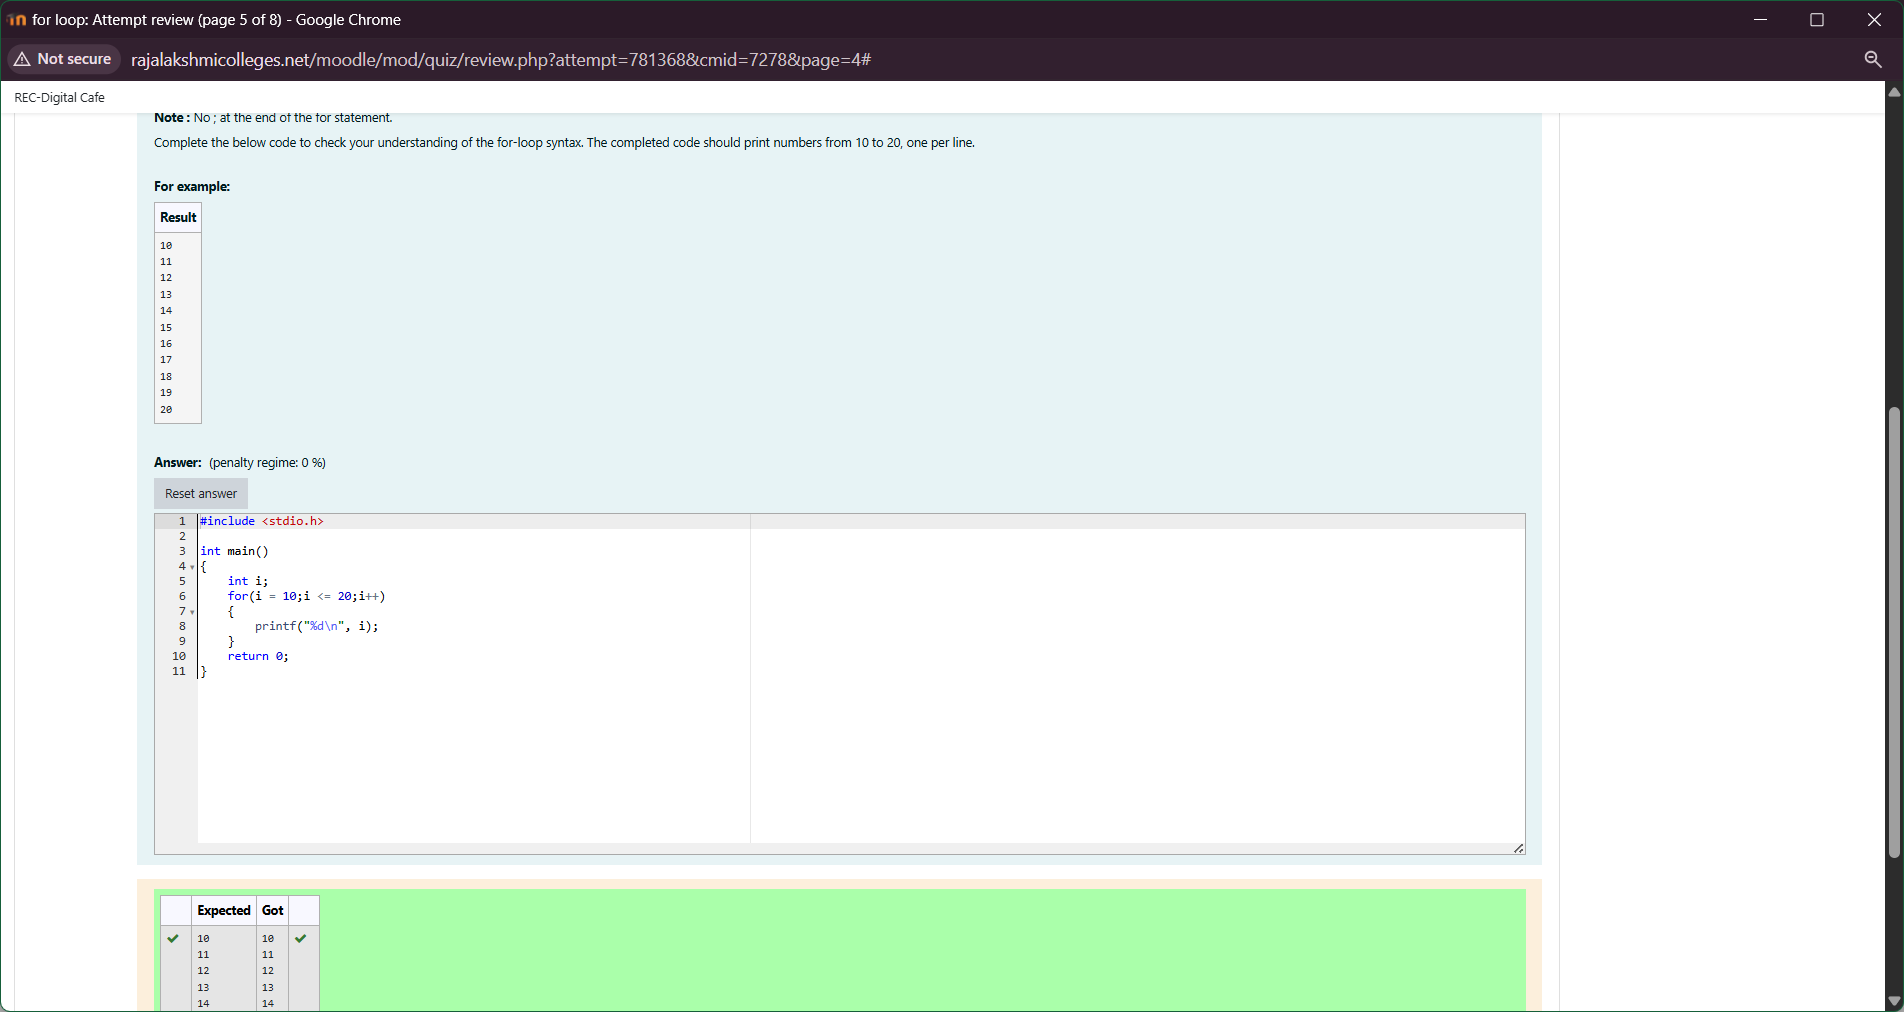 for loop: Attempt review (page 5 of 8) - Google Chrome
Not secure
rajalakshmicolleges.net/moodle/mod/quiz/review.php?attempt=781368&cmid=7278&page=4#
REC-Digital Cafe
Note : No ; at the end of the for statement.
Complete the below code to check your understanding of the for-loop syntax. The completed code should print numbers from 10 to 20, one per line.
For example:
Result
10
11
12
13
14
15
16
17
18
19
20
Answer: (penalty regime: 0 %)
Reset answer
1 #include <stdio.h>
2
3 int main()
4 {
5     int i;
6     for(i = 10;i <= 20;i++)
7     {
8         printf("%d\n", i);
9     }
10     return 0;
11 }
Expected Got
10 10
11 11
12 12
13 13
14 14